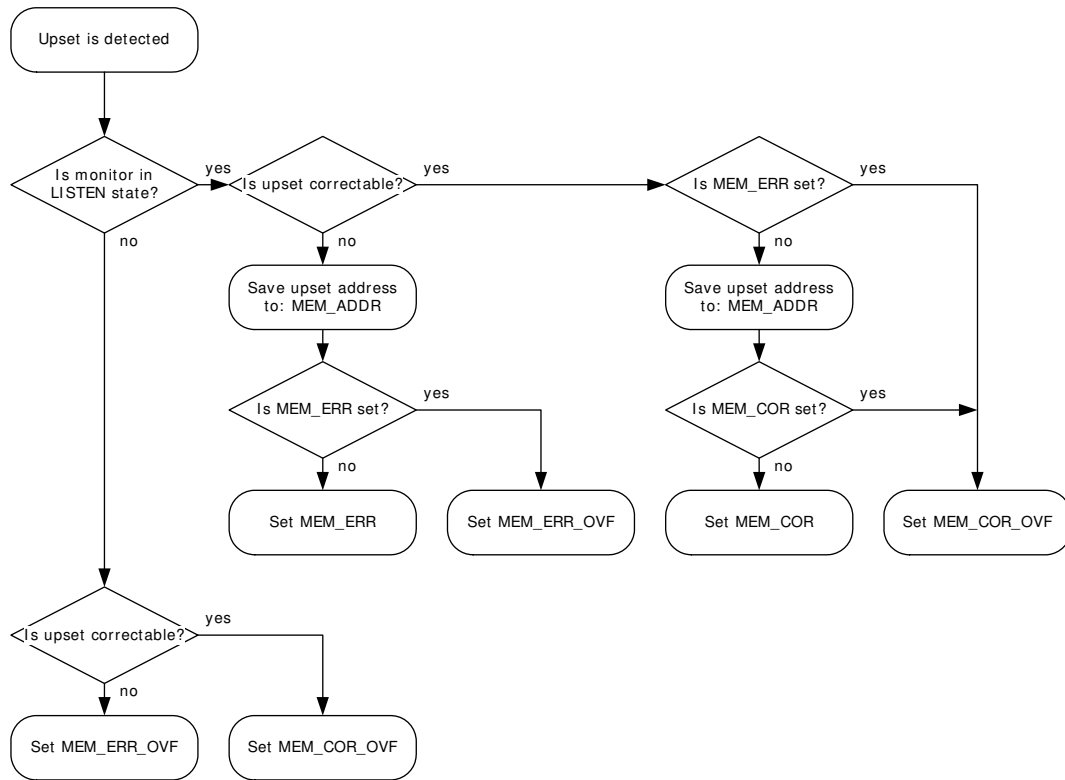 Upset is detected
Is monitor in
LISTEN state?
yes
no
Is upset correctable?
yes
no
Is MEM_ERR set?
yes
no
Save upset address
to: MEM_ADDR
Save upset address
to: MEM_ADDR
Is MEM_ERR set?
yes
no
Is MEM_COR set?
yes
no
Set MEM_ERR
Set MEM_ERR_OVF
Set MEM_COR
Set MEM_COR_OVF
Is upset correctable?
yes
no
Set MEM_ERR_OVF
Set MEM_COR_OVF